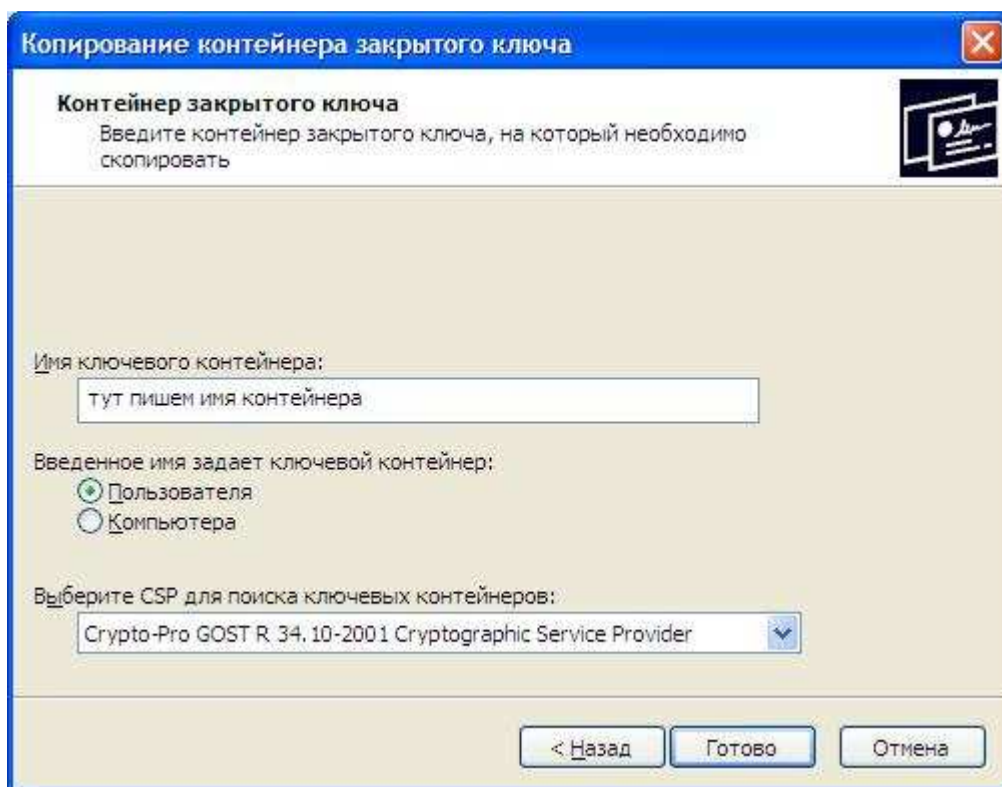 Копирование контейнера закрытого ключа
Контейнер закрытого ключа
Введите контейнер закрытого ключа, на который необходимо
скопировать
Имя ключевого контейнера:
тут пишем имя контейнера
Введенное имя задает ключевой контейнер:
Пользователя
Компьютера
Выберите CSP для поиска ключевых контейнеров:
Crypto-Pro GOST R 34.10-2001 Cryptographic Service Provider
< Назад
Готово
Отмена